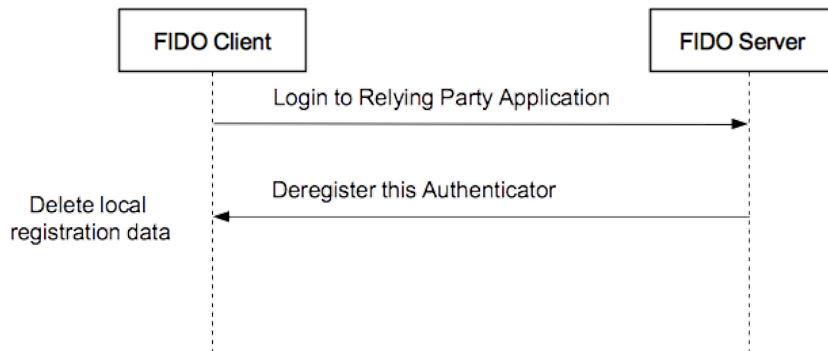 FIDO Client
FIDO Server
Login to Relying Party Application
Deregister this Authenticator
Delete local
registration data